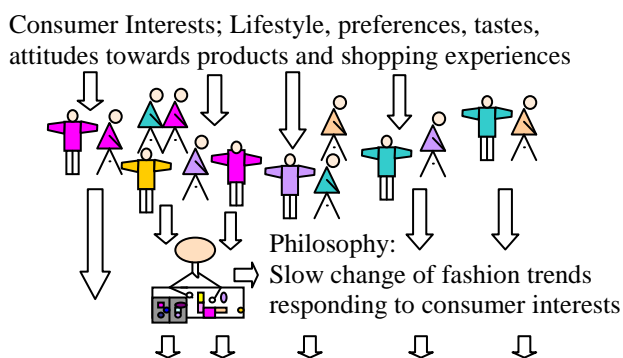 Consumer Interests; Lifestyle, preferences, tastes,
attitudes towards products and shopping experiences
Philosophy:
Slow change of fashion trends
responding to consumer interests